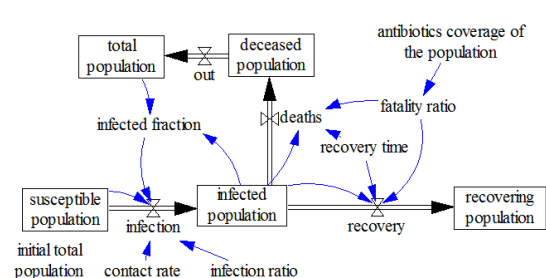 antibiotics coverage of
the population
total
population
deceased
population
out
infected fraction
deaths
fatality ratio
recovery time
susceptible
population
infected
population
recovering
population
infection
recovery
initial total
population
contact rate
infection ratio